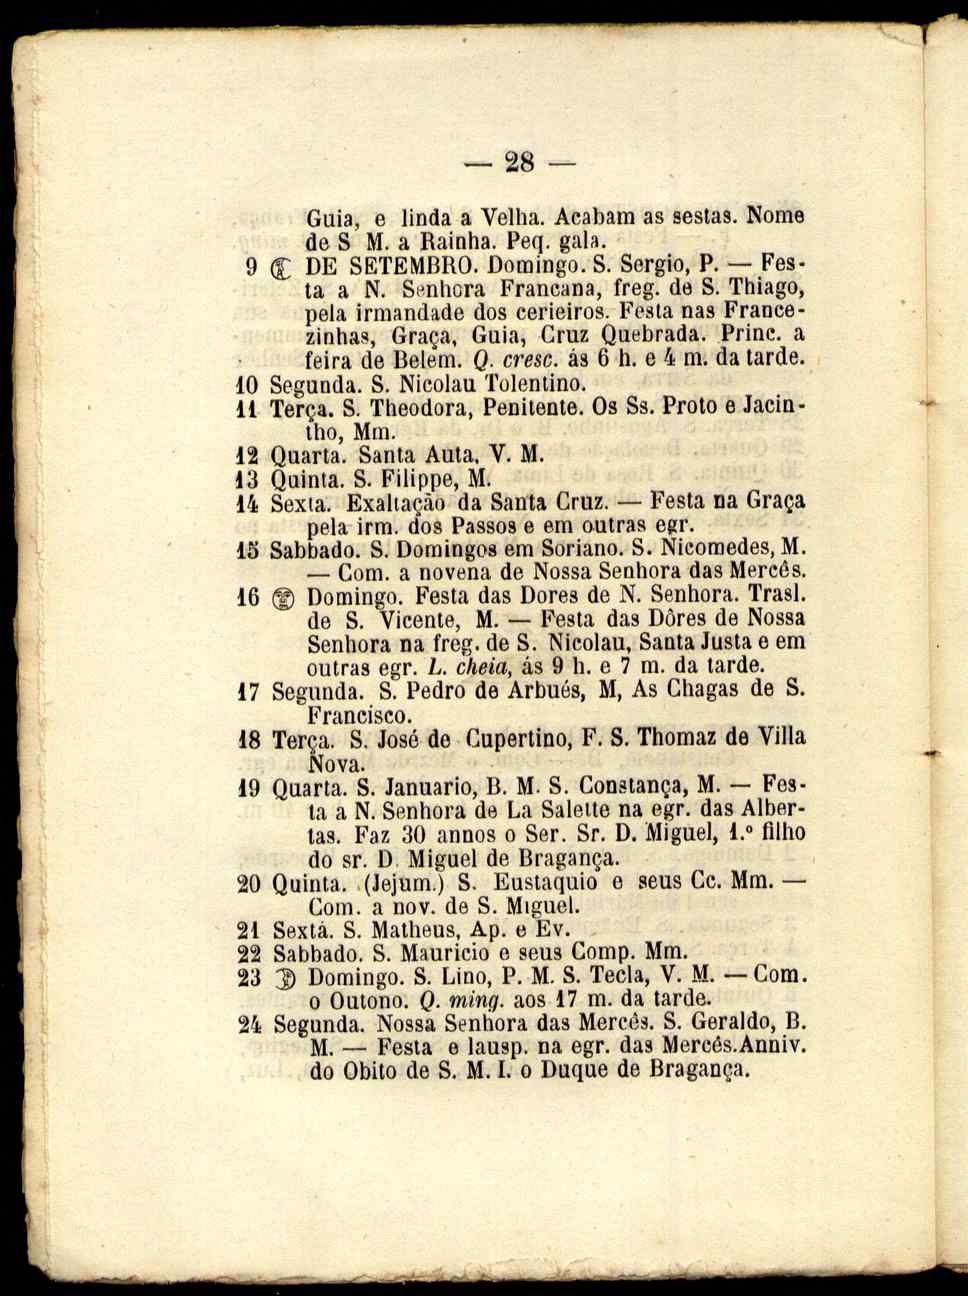 — 28 —
Guia, e linda a Velha. Acabam as sestas. Nome
de S M. a Rainha. Peq. gala.
9 DE SETEMBRO. Domingo. S. Sergio, P. — Fes-
ta a N. Senhora Francana, freg. de S. Thiago,
pela irmandade dos cerieiros. Festa nas France-
zinhas, Graça, Guia, Cruz Quebrada. Princ. a
feira de Belem. Q. cresc. ás 6 h. e 4 m. da tarde.
10 Segunda. S. Nicolau Tolentino.
11 Terça. S. Theodora, Penitente. Os Ss. Proto e Jacin-
tho, Mm.
12 Quarta. Santa Auta, V. M.
13 Quinta. S. Filippe, M.
14 Sexta. Exaltação da Santa Cruz. — Festa na Graça
pela irm. dos Passos e em outras egr.
15 Sabbado. S. Domingos em Soriano. S. Nicomedes, M.
— Com. a novena de Nossa Senhora das Mercês.
16 Domingo. Festa das Dores de N. Senhora. Trasl.
de S. Vicente, M. — Festa das Dôres de Nossa
Senhora na freg. de S. Nicolau, Santa Justa e em
outras egr. L. cheia, ás 9 h. e 7 m. da tarde.
17 Segunda. S. Pedro de Arbués, M, As Chagas de S.
Francisco.
18 Terça. S. José de Cupertino, F. S. Thomaz de Villa
Nova.
19 Quarta. S. Januario, B. M. S. Constança, M. — Fes-
ta a N. Senhora de La Salette na egr. das Alber-
tas. Faz 30 annos o Ser. Sr. D. Miguel, 1.º filho
do sr. D. Miguel de Bragança.
20 Quinta. (Jejum.) S. Eustaquio e seus Cc. Mm. —
Com. a nov. de S. Miguel.
21 Sexta. S. Matheus, Ap. e Ev.
22 Sabbado. S. Mauricio e seus Comp. Mm.
23 Domingo. S. Lino, P. M. S. Tecla, V. M. — Com.
o Outono. Q. ming. aos 17 m. da tarde.
24 Segunda. Nossa Senhora das Mercês. S. Geraldo, B.
M. — Festa e lausp. na egr. das Mercês. Anniv.
do Obito de S. M. I. o Duque de Bragança.